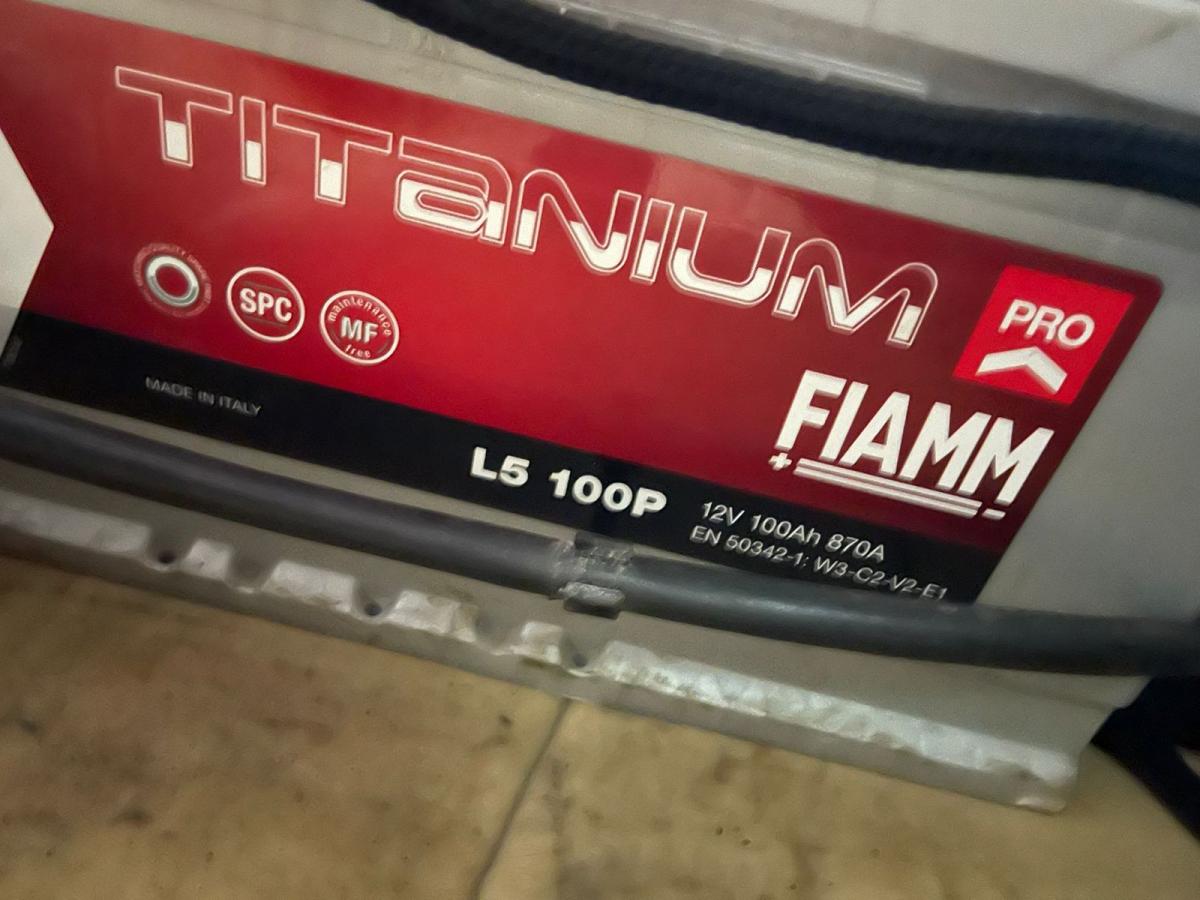 TITANIUM
PRO
SPC
maintenance
MF
free
FIAMM
MADE IN ITALY
L5 100P
12V 100Ah 870A
EN 50342-1: W3-C2-V2-E1